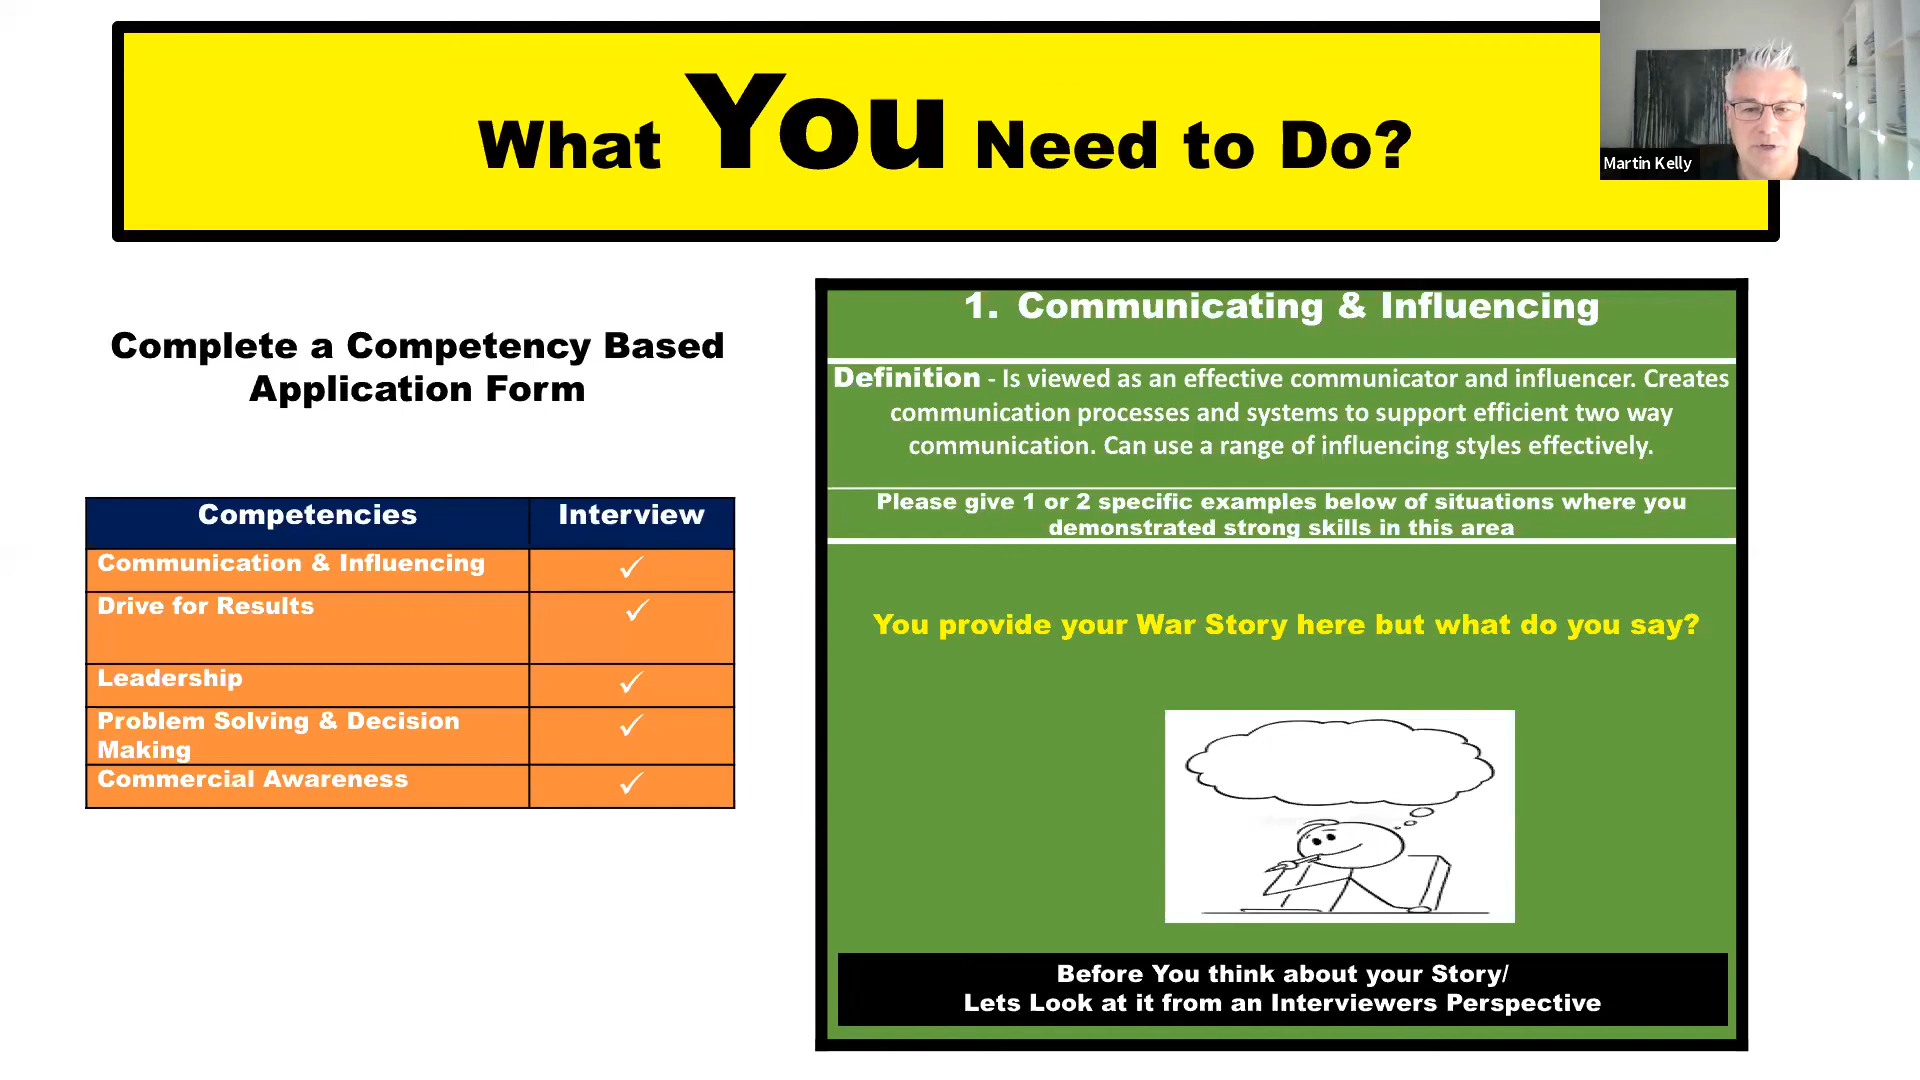 What You Need to Do?
Martin Kelly
Complete a Competency Based
Application Form
Competencies Interview
Communication & Influencing ✓
Drive for Results ✓
Leadership ✓
Problem Solving & Decision
Making ✓
Commercial Awareness ✓
1. Communicating & Influencing
Definition - Is viewed as an effective communicator and influencer. Creates
communication processes and systems to support efficient two way
communication. Can use a range of influencing styles effectively.
Please give 1 or 2 specific examples below of situations where you
demonstrated strong skills in this area
You provide your War Story here but what do you say?
Before You think about your Story/
Lets Look at it from an Interviewers Perspective